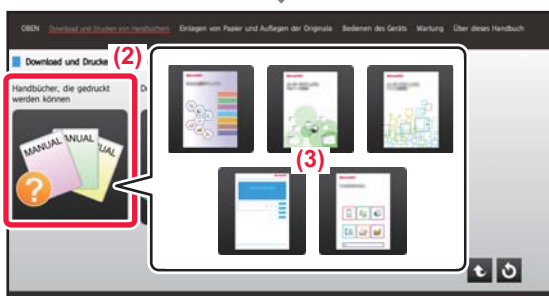 OBEN Download und Drucken von Handbüchern Einlegen von Papier und Auflegen der Originale Bedienen des Geräts Wartung Über dieses Handbuch
Download und Drucke
(2)
Handbücher, die gedruckt
werden können
MANUAL
(3)